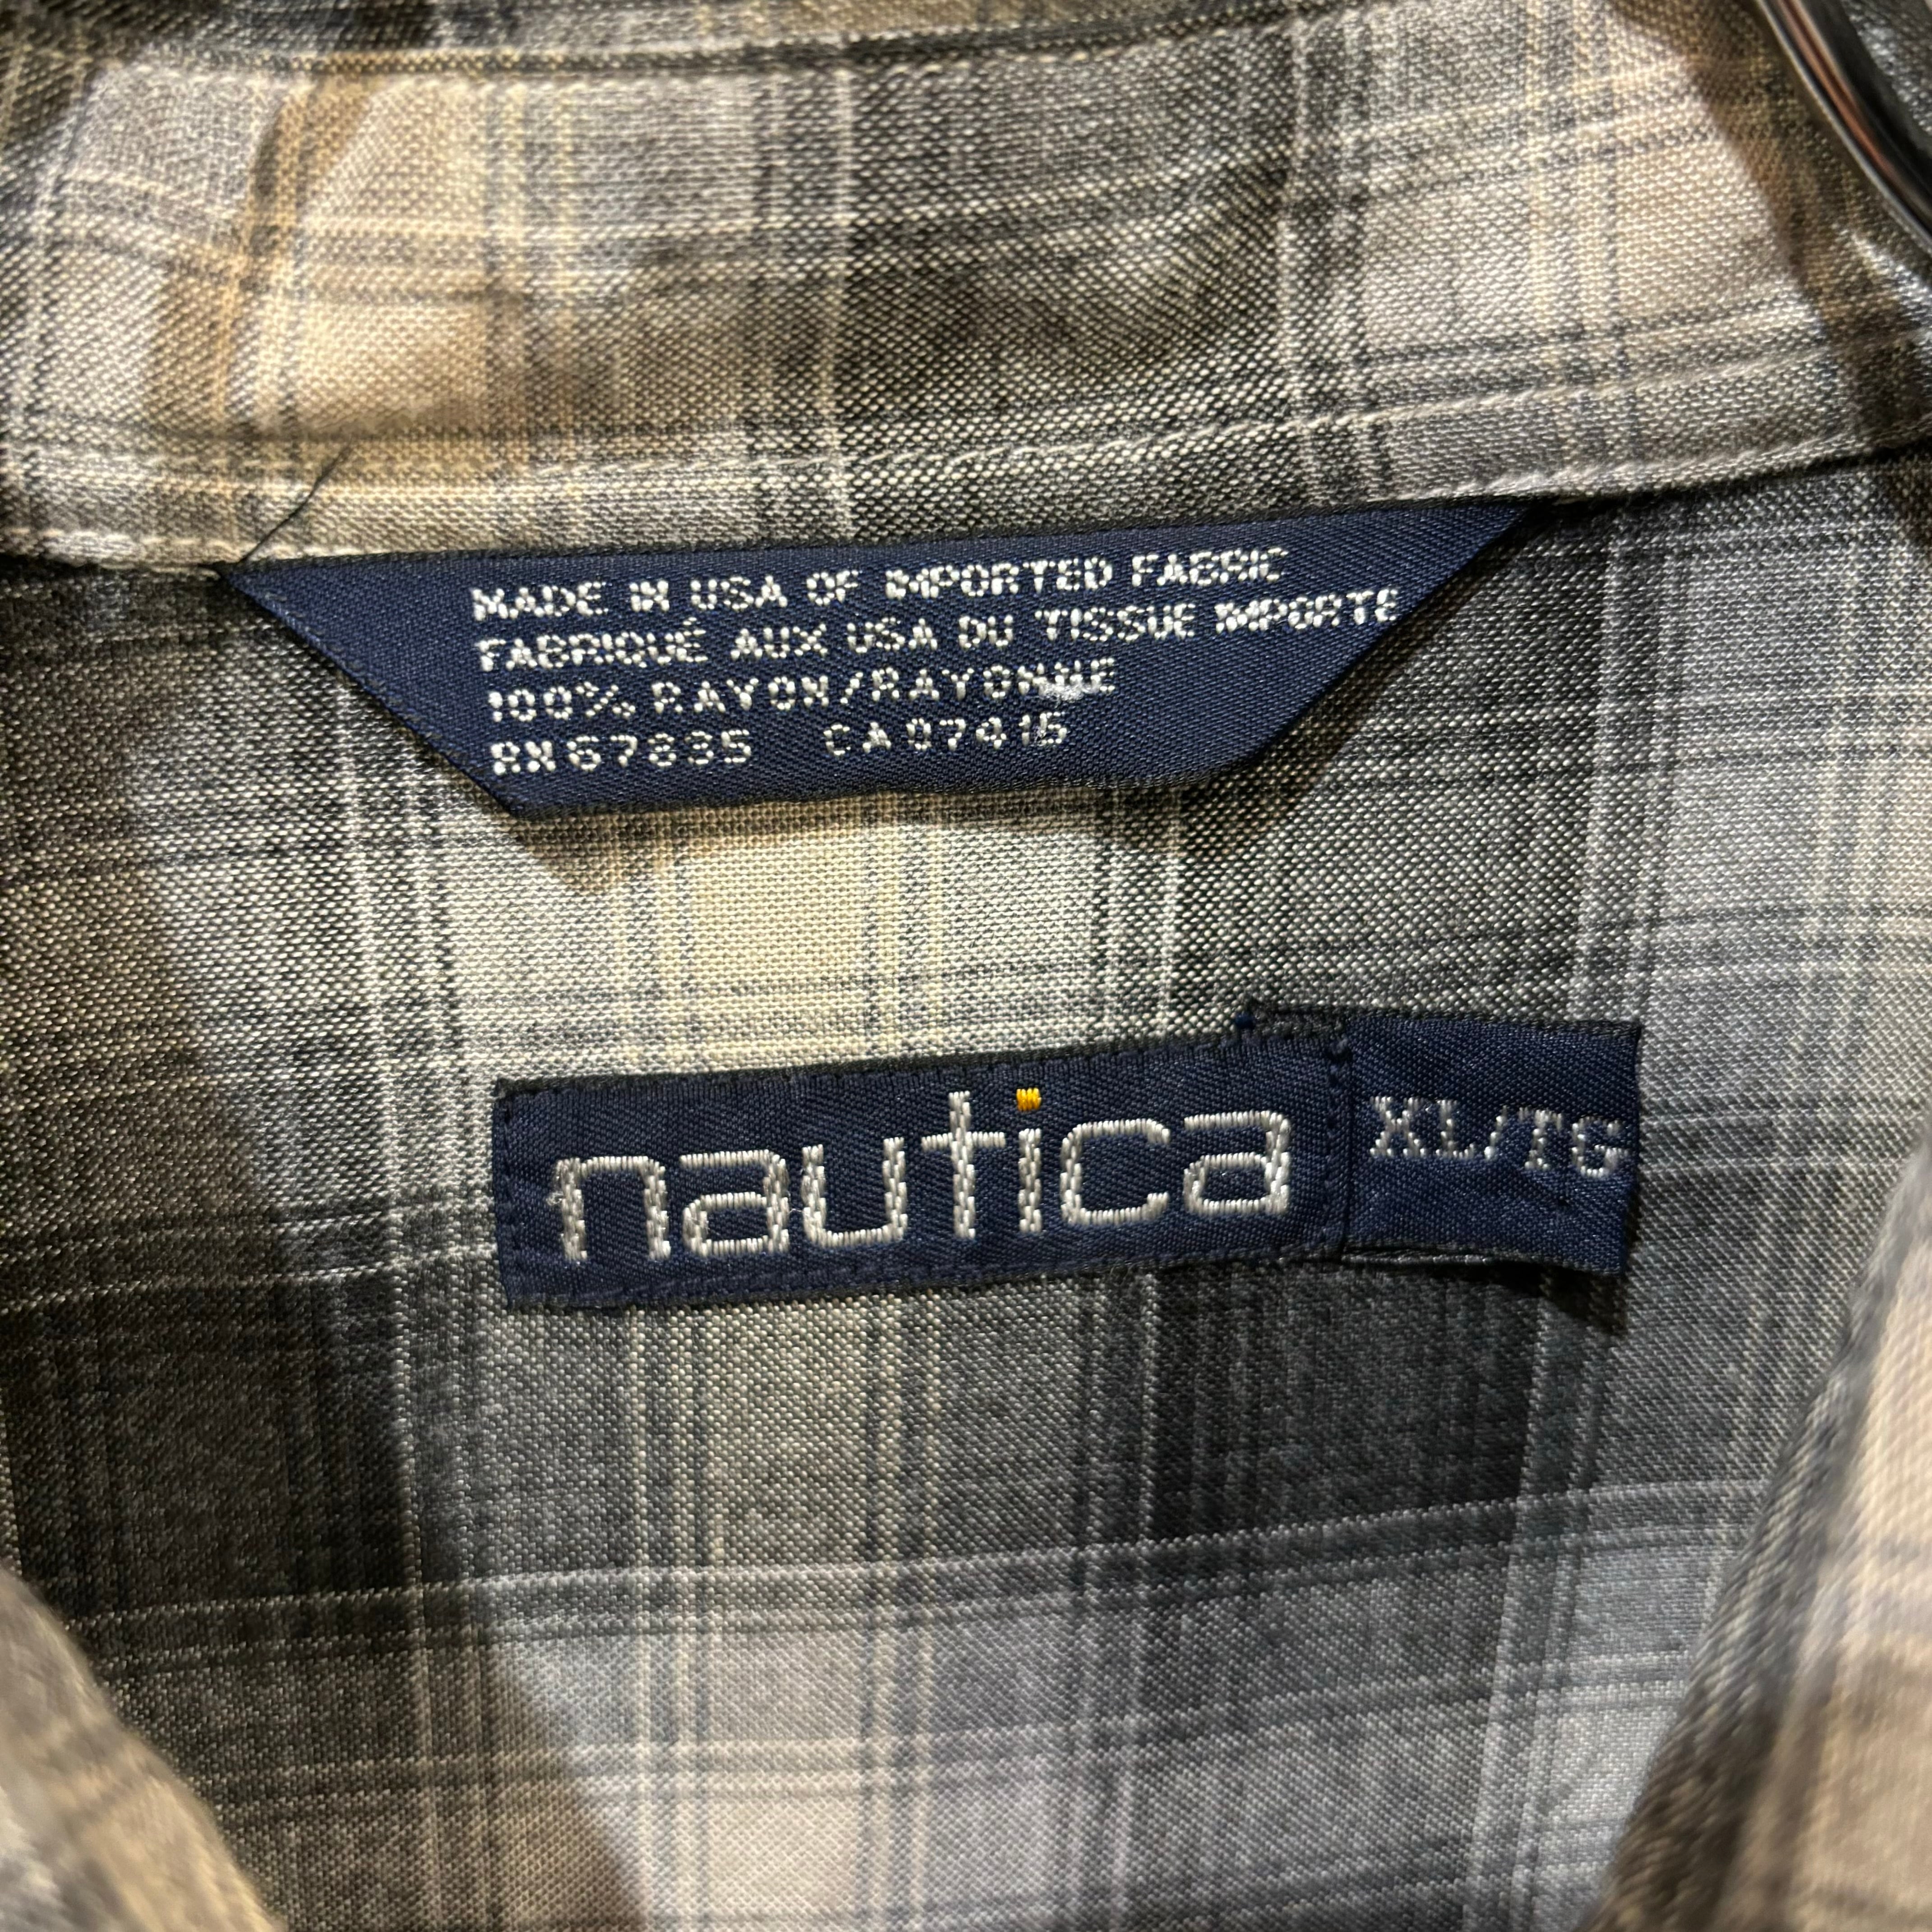 MADE IN USA OF IMPORTED FABRIC
FABRIQUÉ AUX USA DU TISSUE IMPORTE
100% RAYON/RAYONNE
RN67835 CA07415
nautica XL/TG